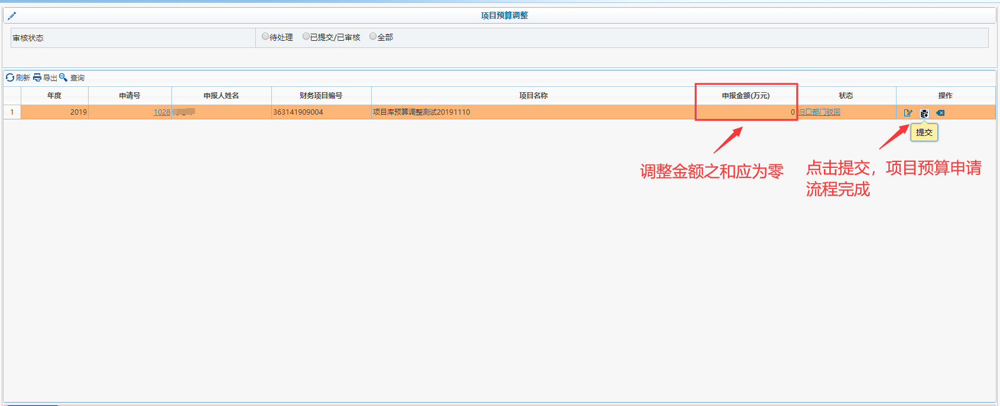 项目预算调整
审核状态 待处理 已提交/已审核 全部
刷新 导出 查询
年度 申请号 申报人姓名 财务项目编号 项目名称 申报金额(万元) 状态 操作
1 2019 1028 363141909004 项目库预算调整测试20191110 0 归口部门驳回
提交
调整金额之和应为零
点击提交，项目预算申请
流程完成